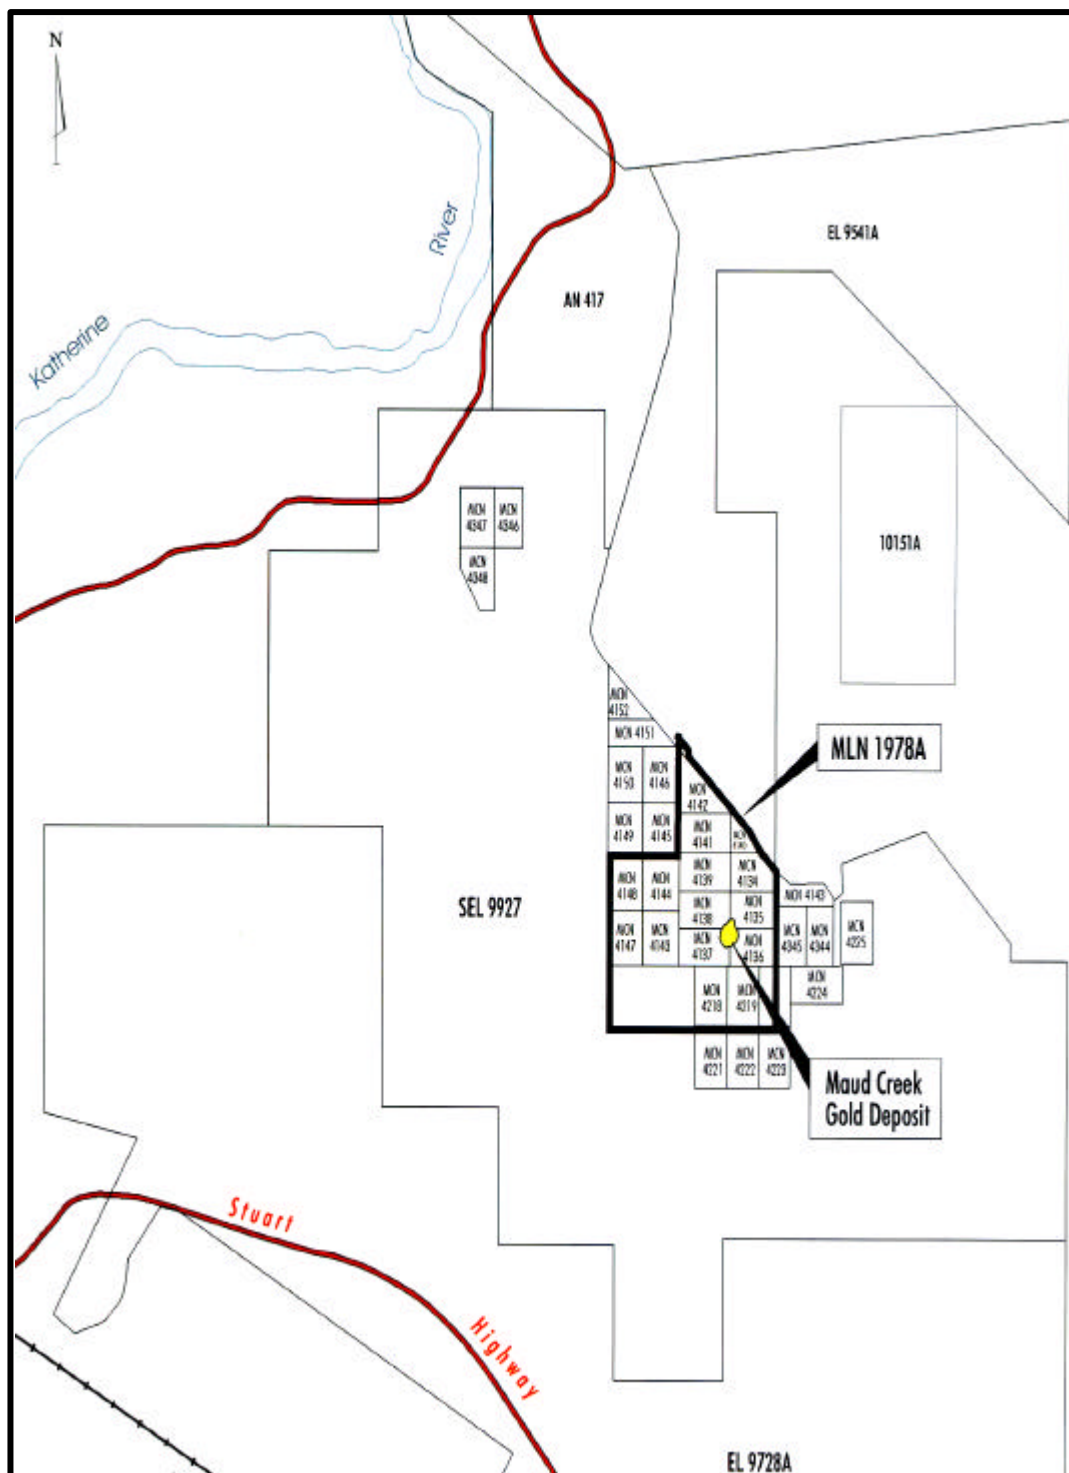 N
River
EL 9541A
AN 417
Katherine
MCN
4347
MCN
4346
10151A
MCN
4348
MCN
4152
MCN 4151
MLN 1978A
MCN
4150
MCN
4146
MCN
4142
MCN
4149
MCN
4145
MCN
4141
MCN
MCN
4139
MCN
4134
MCN
4148
MCN
4144
MCN 4143
SEL 9927
MCN
4138
MCN
4135
MCN
4147
MCN
4143
MCN
4137
MCN
4136
MCN
4345
MCN
4344
MCN
4225
MCN
4224
MCN
4218
MCN
4219
MCN
4221
MCN
4222
MCN
4223
Maud Creek
Gold Deposit
Stuart
Highway
EL 9728A